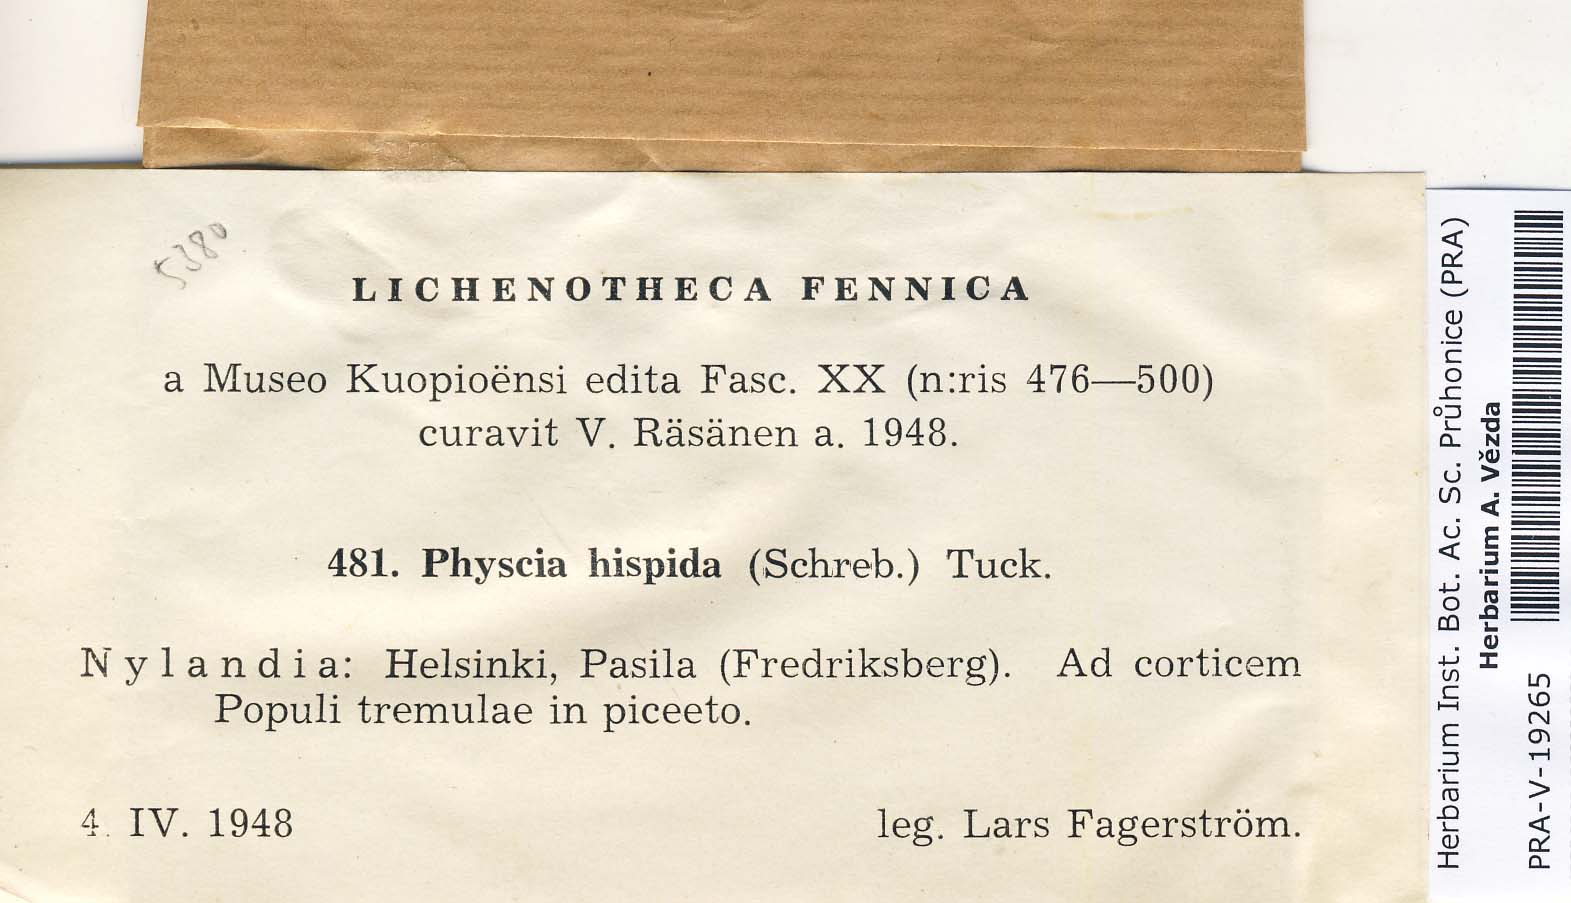 5380
LICHENOTHECA FENNICA
a Museo Kuopioënsi edita Fasc. XX (n:ris 476—500)
curavit V. Räsänen a. 1948.
481. Physcia hispida (Schreb.) Tuck.
Nylandia: Helsinki, Pasila (Fredriksberg). Ad corticem
Populi tremulae in piceeto.
4. IV. 1948
leg. Lars Fagerström.
Herbarium Inst. Bot. Ac. Sc. Průhonice (PRA)
Herbarium A. Vězda
PRA-V-19265